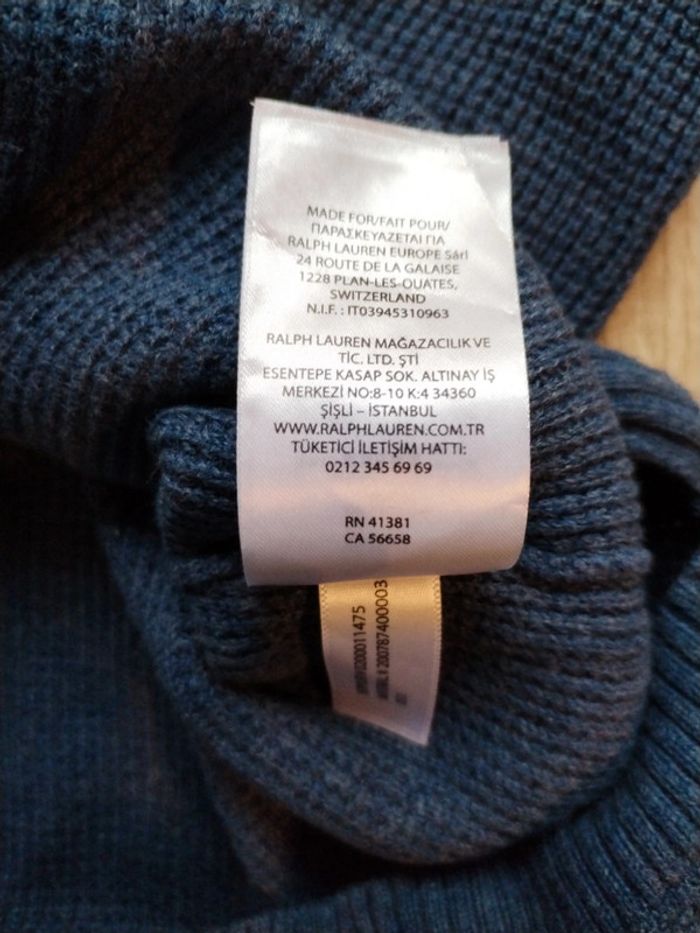 MADE FOR/FAIT POUR/
ΠΑΡΑΣΚΕΥΑΖΕΤΑΙ ΓΙΑ
RALPH LAUREN EUROPE Sàrl
24 ROUTE DE LA GALAISE
1228 PLAN-LES-OUATES,
SWITZERLAND
N.I.F. : IT03945310963
RALPH LAUREN MAĞAZACILIK VE
TİC. LTD. ŞTİ
ESENTEPE KASAP SOK. ALTINAY İŞ
MERKEZİ NO:8-10 K:4 34360
ŞİŞLİ – İSTANBUL
WWW.RALPHLAUREN.COM.TR
TÜKETİCİ İLETİŞİM HATTI:
0212 345 69 69
RN 41381
CA 56658
0200011475
200787400003